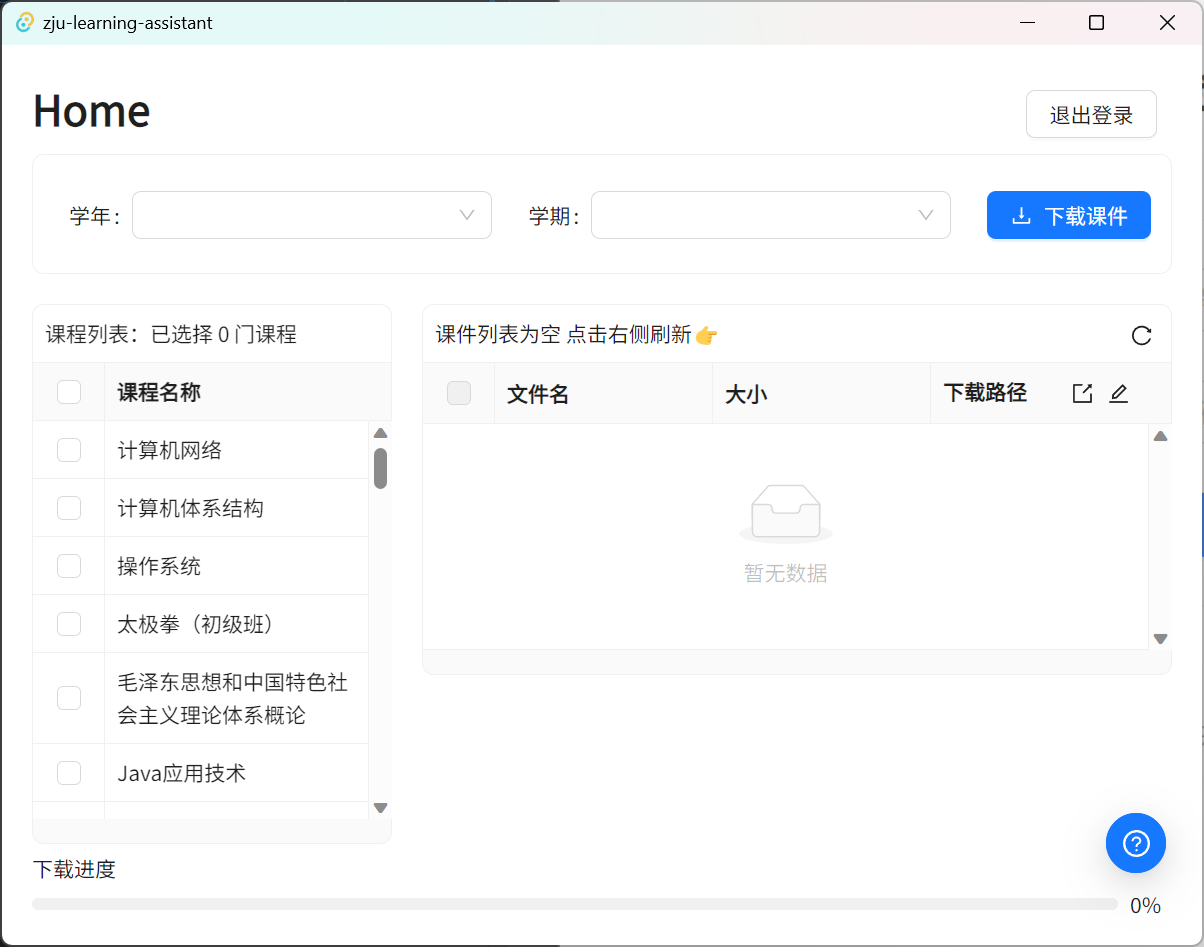 zju-learning-assistant
Home
退出登录
学年：
学期：
下载课件
课程列表：已选择 0 门课程
课程名称
计算机网络
计算机体系结构
操作系统
太极拳（初级班）
毛泽东思想和中国特色社
会主义理论体系概论
Java应用技术
课件列表为空 点击右侧刷新👉
文件名
大小
下载路径
暂无数据
下载进度
0%